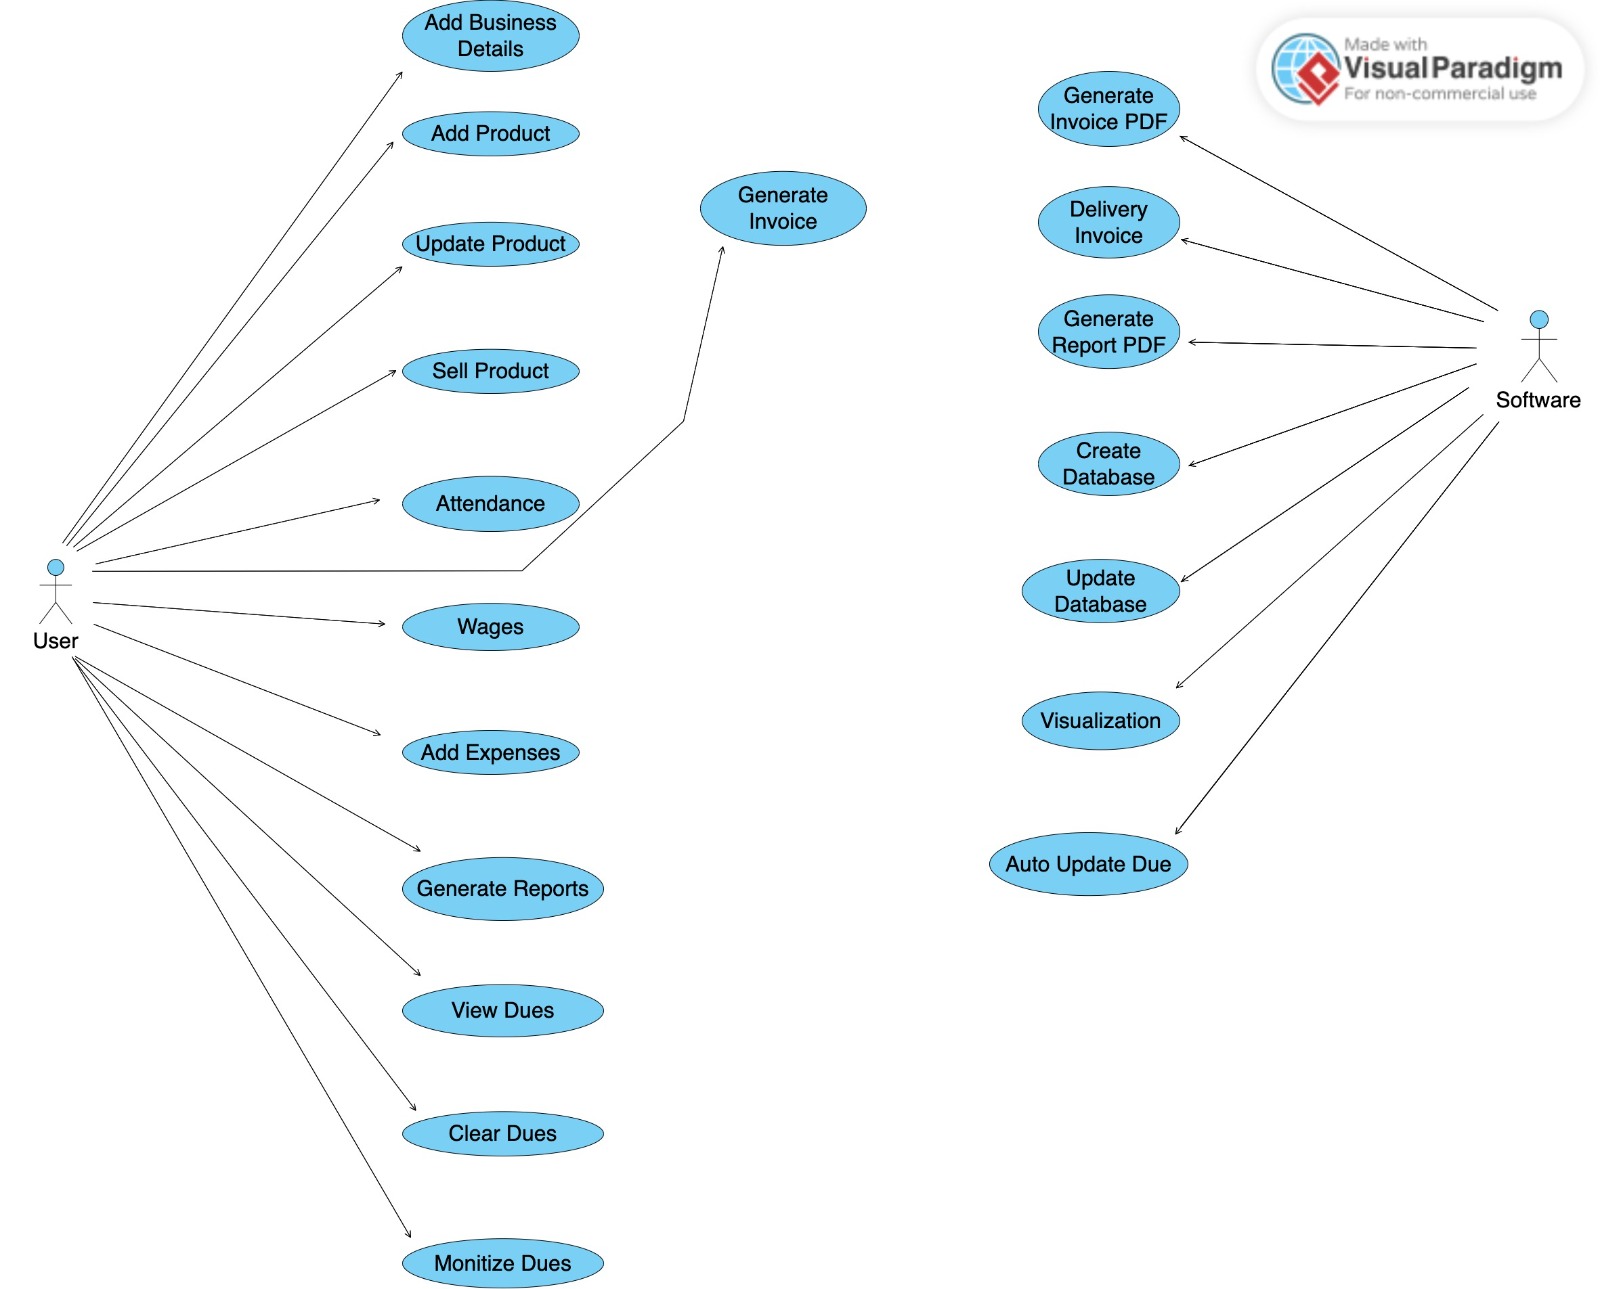 Add Business
Details
Add Product
Update Product
Sell Product
Attendance
Wages
Add Expenses
Generate Reports
View Dues
Clear Dues
Monitize Dues
User
Generate
Invoice
Generate
Invoice PDF
Delivery
Invoice
Generate
Report PDF
Create
Database
Update
Database
Visualization
Auto Update Due
Software
Made with
Visual Paradigm
For non-commercial use